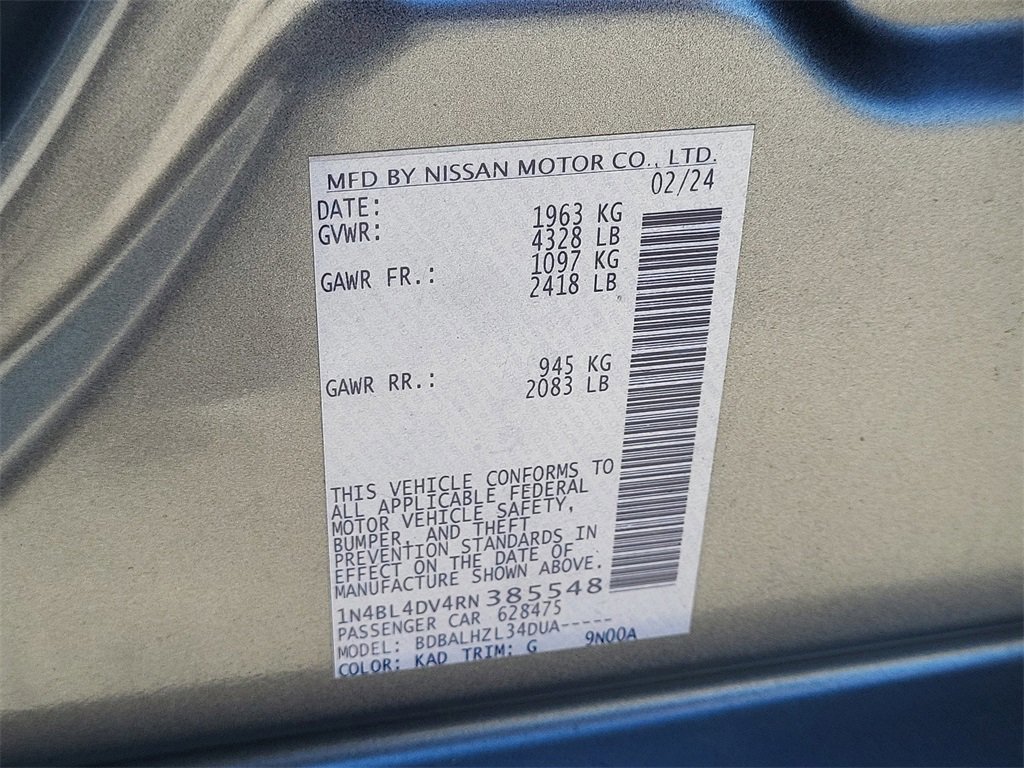 MFD BY NISSAN MOTOR CO., LTD.
DATE: 02/24
GVWR: 1963 KG
4328 LB
GAWR FR.: 1097 KG
2418 LB
GAWR RR.: 945 KG
2083 LB
THIS VEHICLE CONFORMS TO
ALL APPLICABLE FEDERAL
MOTOR VEHICLE SAFETY,
BUMPER, AND THEFT
PREVENTION STANDARDS IN
EFFECT ON THE DATE OF
MANUFACTURE SHOWN ABOVE.
1N4BL4DV4RN385548
PASSENGER CAR 628475
MODEL: BDBALHZL34DUA-----
COLOR: KAD TRIM: G 9N00A